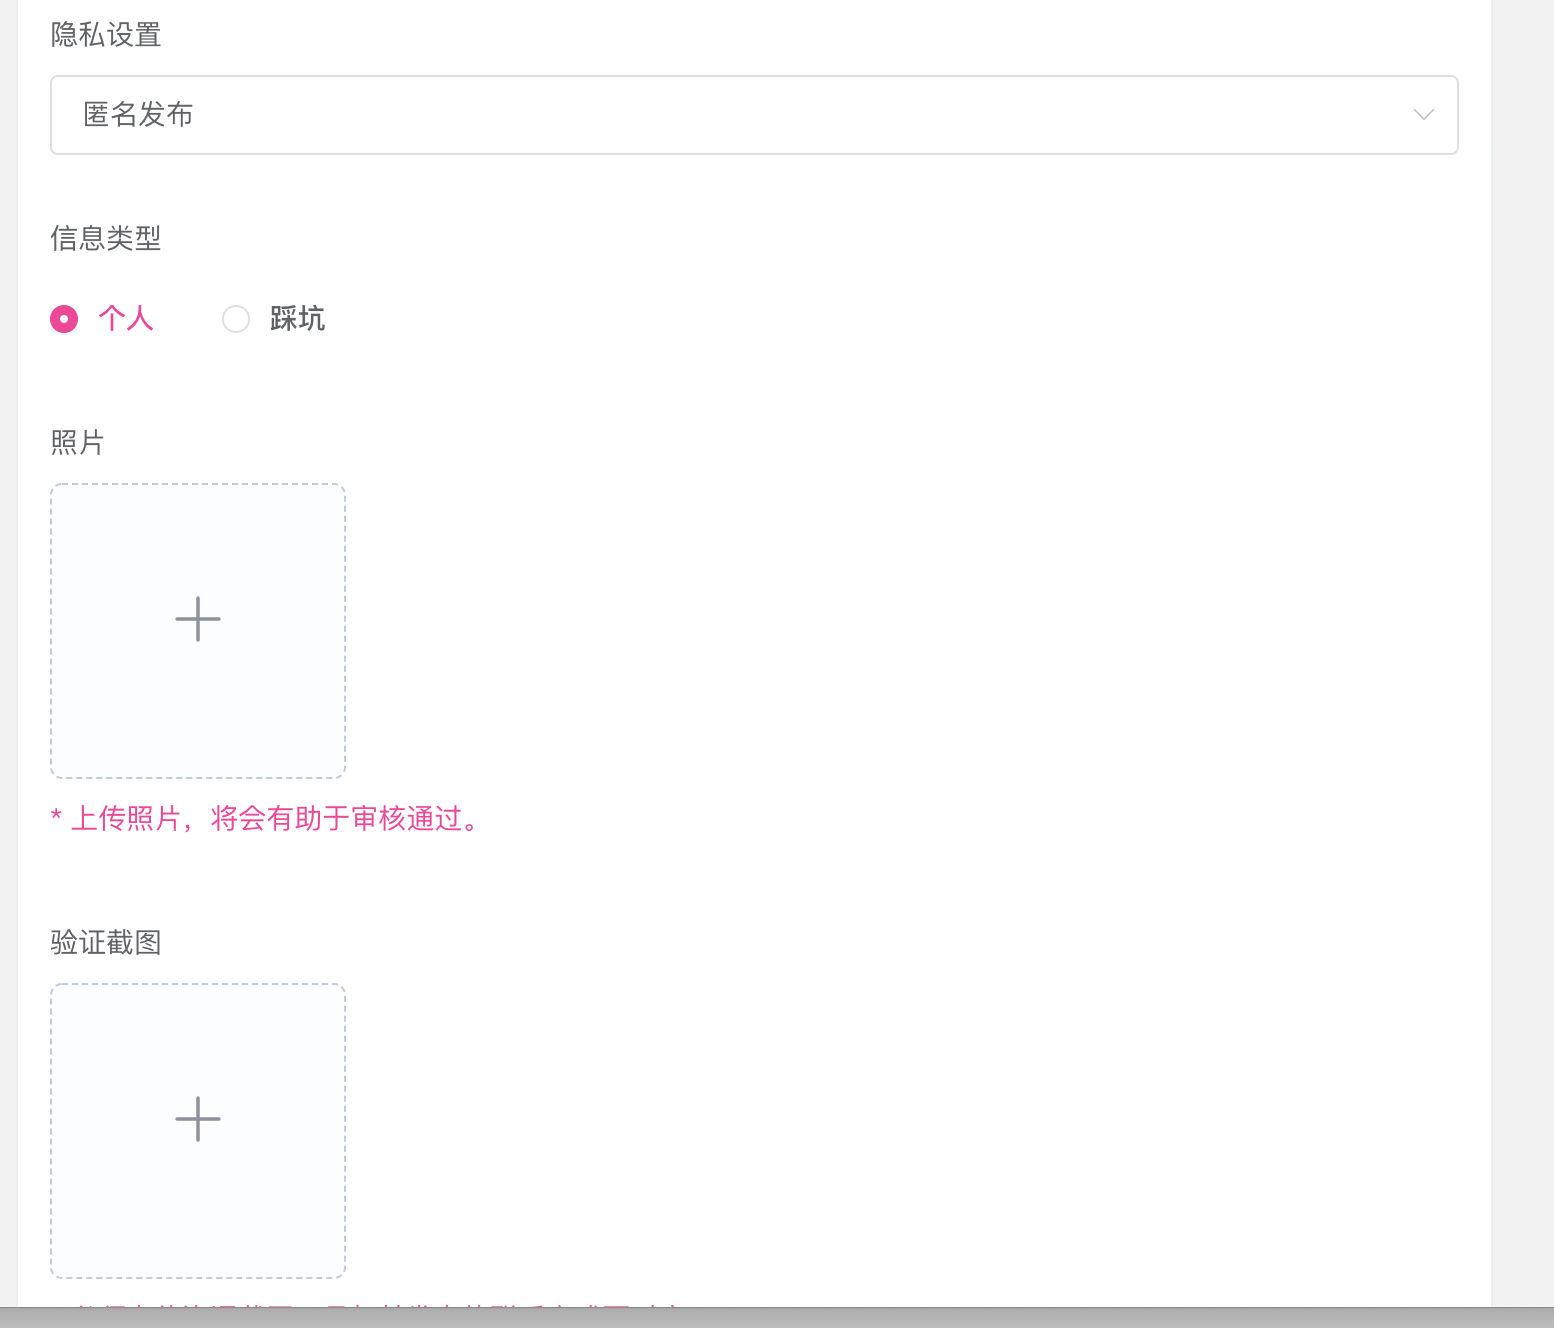 隐私设置
匿名发布
信息类型
个人 踩坑
照片
* 上传照片，将会有助于审核通过。
验证截图